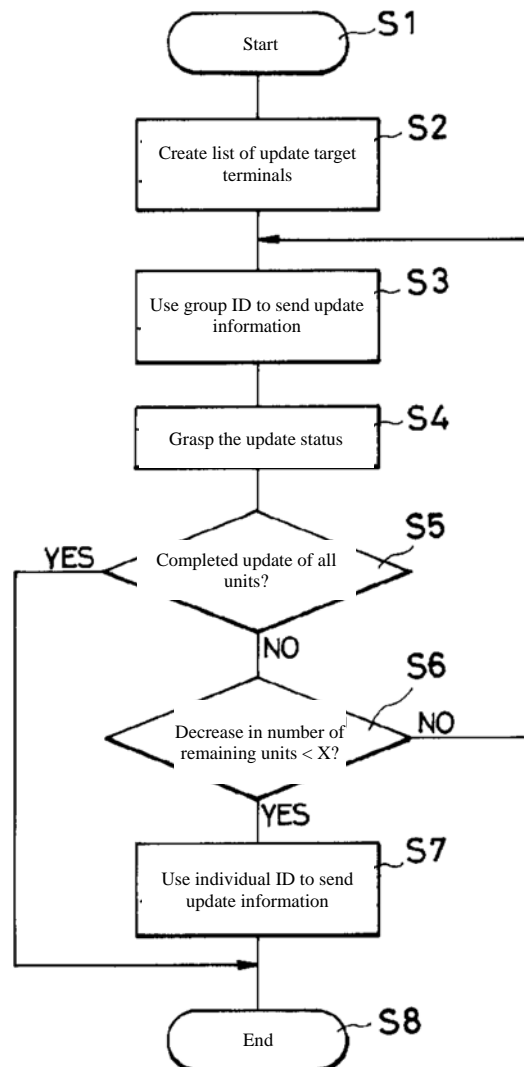 Start
S1
Create list of update target
terminals
S2
Use group ID to send update
information
S3
Grasp the update status
S4
Completed update of all
units?
S5
YES
NO
Decrease in number of
remaining units < X?
S6
NO
YES
Use individual ID to send
update information
S7
End
S8